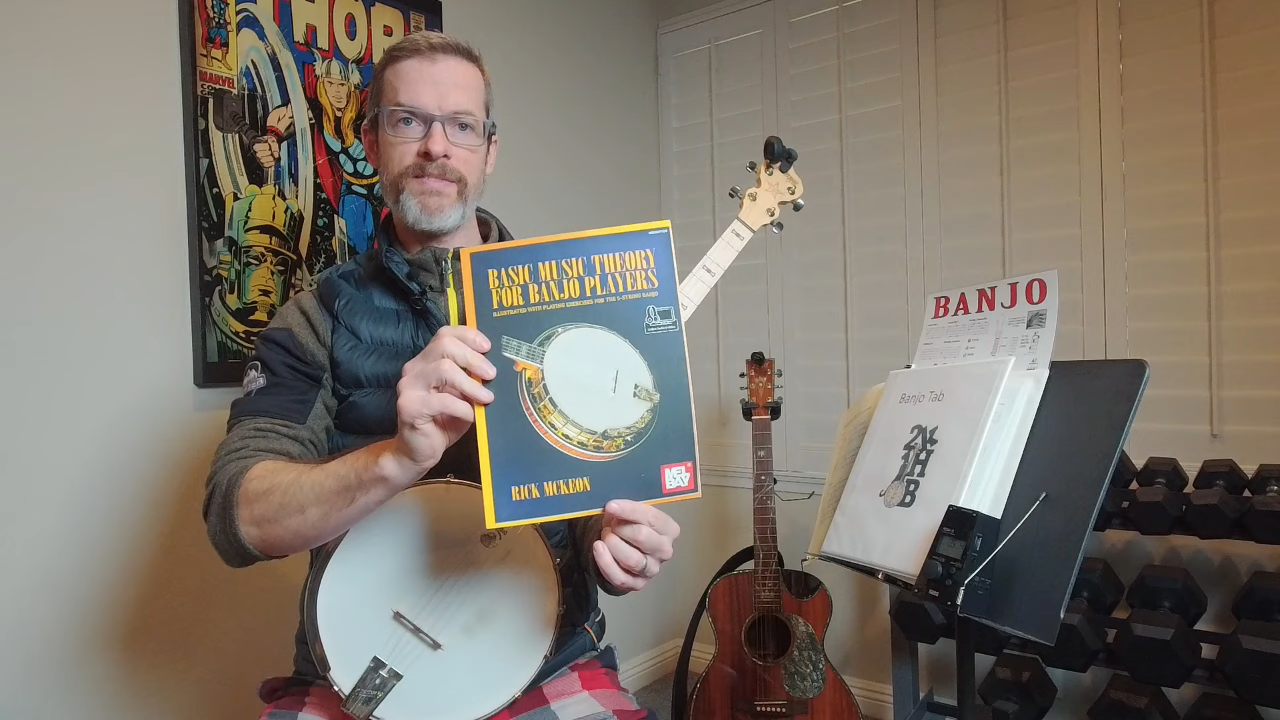 THOR
MARVEL
BASIC MUSIC THEORY
FOR BANJO PLAYERS
ILLUSTRATED WITH PLAYING EXERCISES FOR THE 5-STRING BANJO
RICK MCKEON
MEL
BAY
BANJO
Banjo Tab